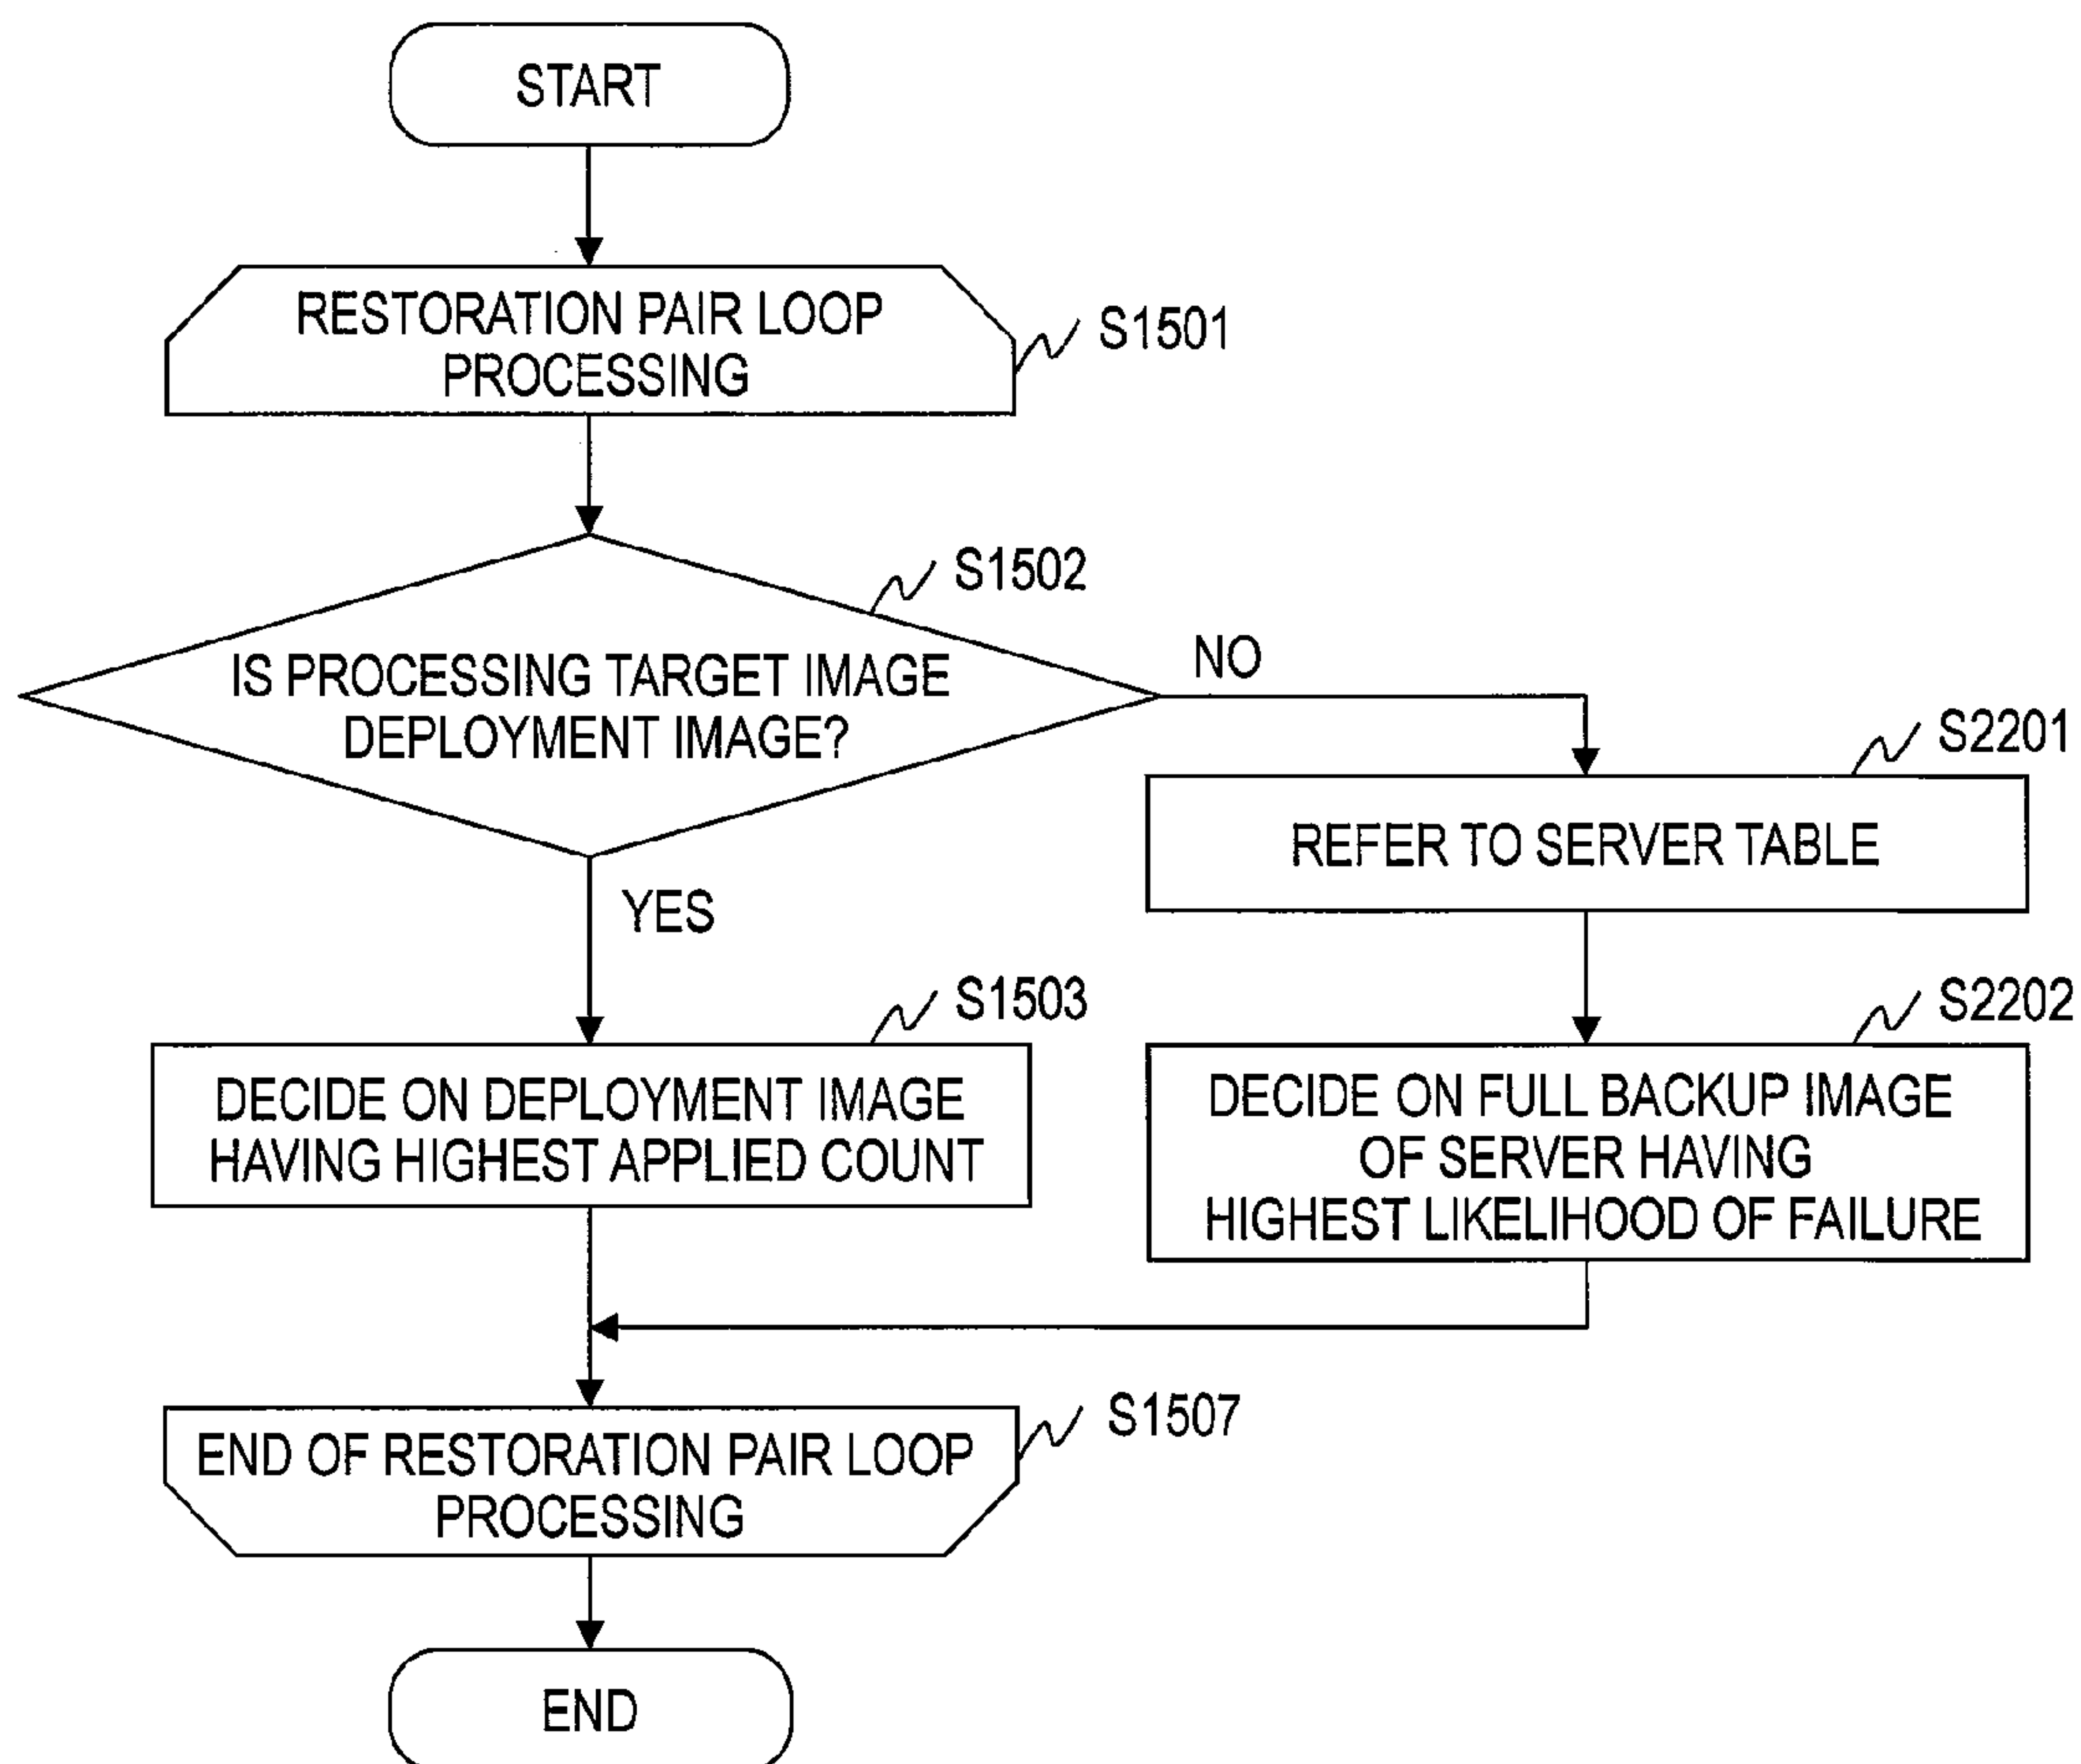 START
RESTORATION PAIR LOOP
PROCESSING
S1501
S1502
IS PROCESSING TARGET IMAGE
DEPLOYMENT IMAGE?
NO
YES
S2201
REFER TO SERVER TABLE
S1503
DECIDE ON DEPLOYMENT IMAGE
HAVING HIGHEST APPLIED COUNT
S2202
DECIDE ON FULL BACKUP IMAGE
OF SERVER HAVING
HIGHEST LIKELIHOOD OF FAILURE
S1507
END OF RESTORATION PAIR LOOP
PROCESSING
END